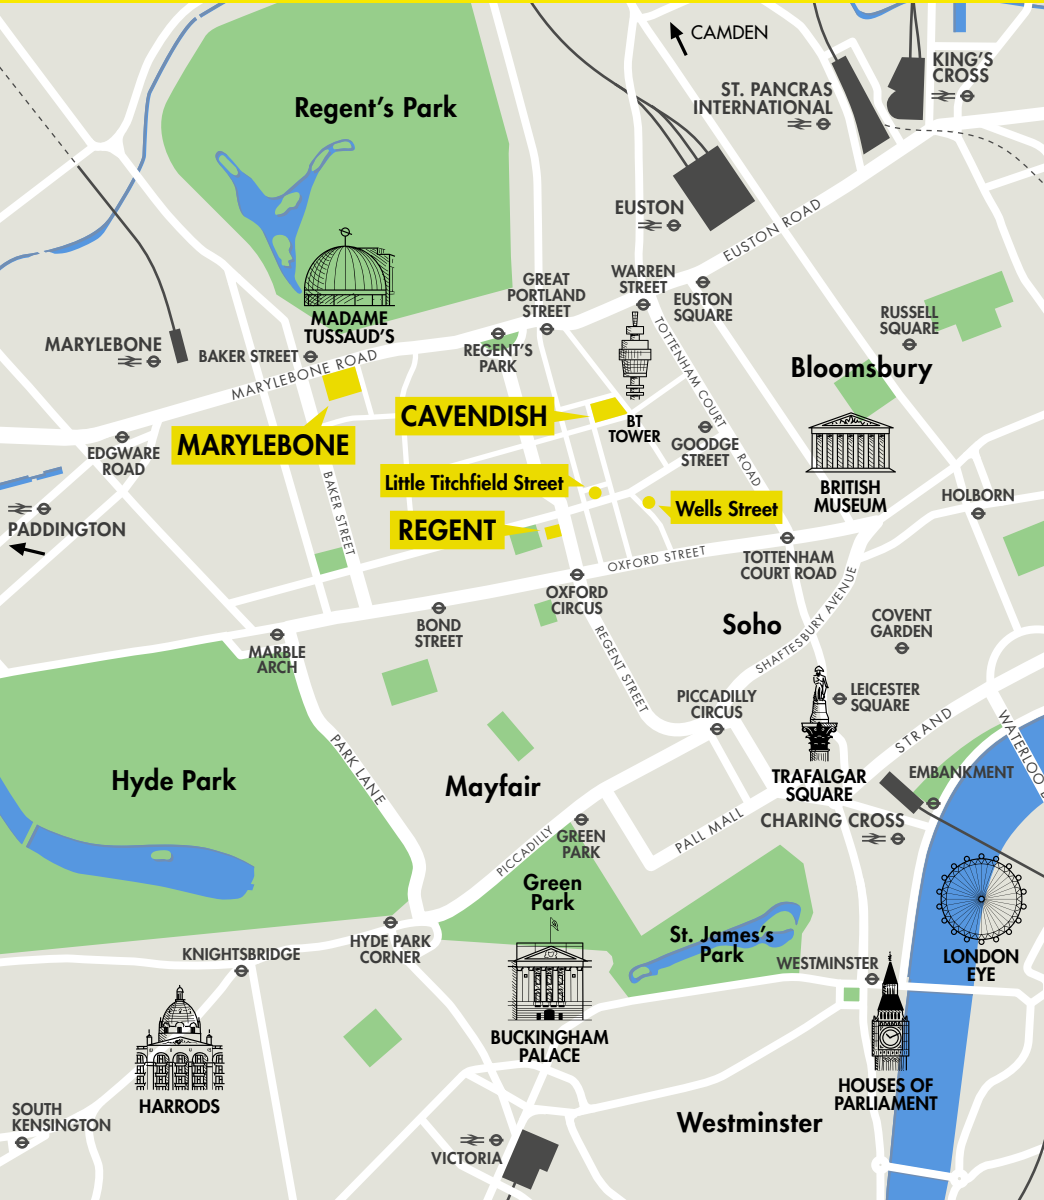 CAMDEN
KING'S
CROSS
ST. PANCRAS
INTERNATIONAL
Regent's Park
EUSTON
EUSTON ROAD
WARREN
STREET
GREAT
PORTLAND
STREET
EUSTON
SQUARE
RUSSELL
SQUARE
MADAME
TUSSAUD'S
MARYLEBONE
BAKER STREET
MARYLEBONE ROAD
REGENT'S
PARK
TOTTENHAM COURT ROAD
Bloomsbury
CAVENDISH
BT
TOWER
MARYLEBONE
EDGWARE
ROAD
GOODGE
STREET
Little Titchfield Street
BAKER STREET
BRITISH
MUSEUM
HOLBORN
Wells Street
PADDINGTON
REGENT
OXFORD STREET
TOTTENHAM
COURT ROAD
OXFORD
CIRCUS
BOND
STREET
Soho
SHAFTESBURY AVENUE
COVENT
GARDEN
MARBLE
ARCH
REGENT STREET
PICCADILLY
CIRCUS
LEICESTER
SQUARE
STRAND
WATERLOO B
PARK LANE
Hyde Park
Mayfair
TRAFALGAR
SQUARE
EMBANKMENT
CHARING CROSS
PALL MALL
PICCADILLY
GREEN
PARK
Green
Park
St. James's
Park
HYDE PARK
CORNER
KNIGHTSBRIDGE
WESTMINSTER
LONDON
EYE
BUCKINGHAM
PALACE
HARRODS
HOUSES OF
PARLIAMENT
SOUTH
KENSINGTON
Westminster
VICTORIA